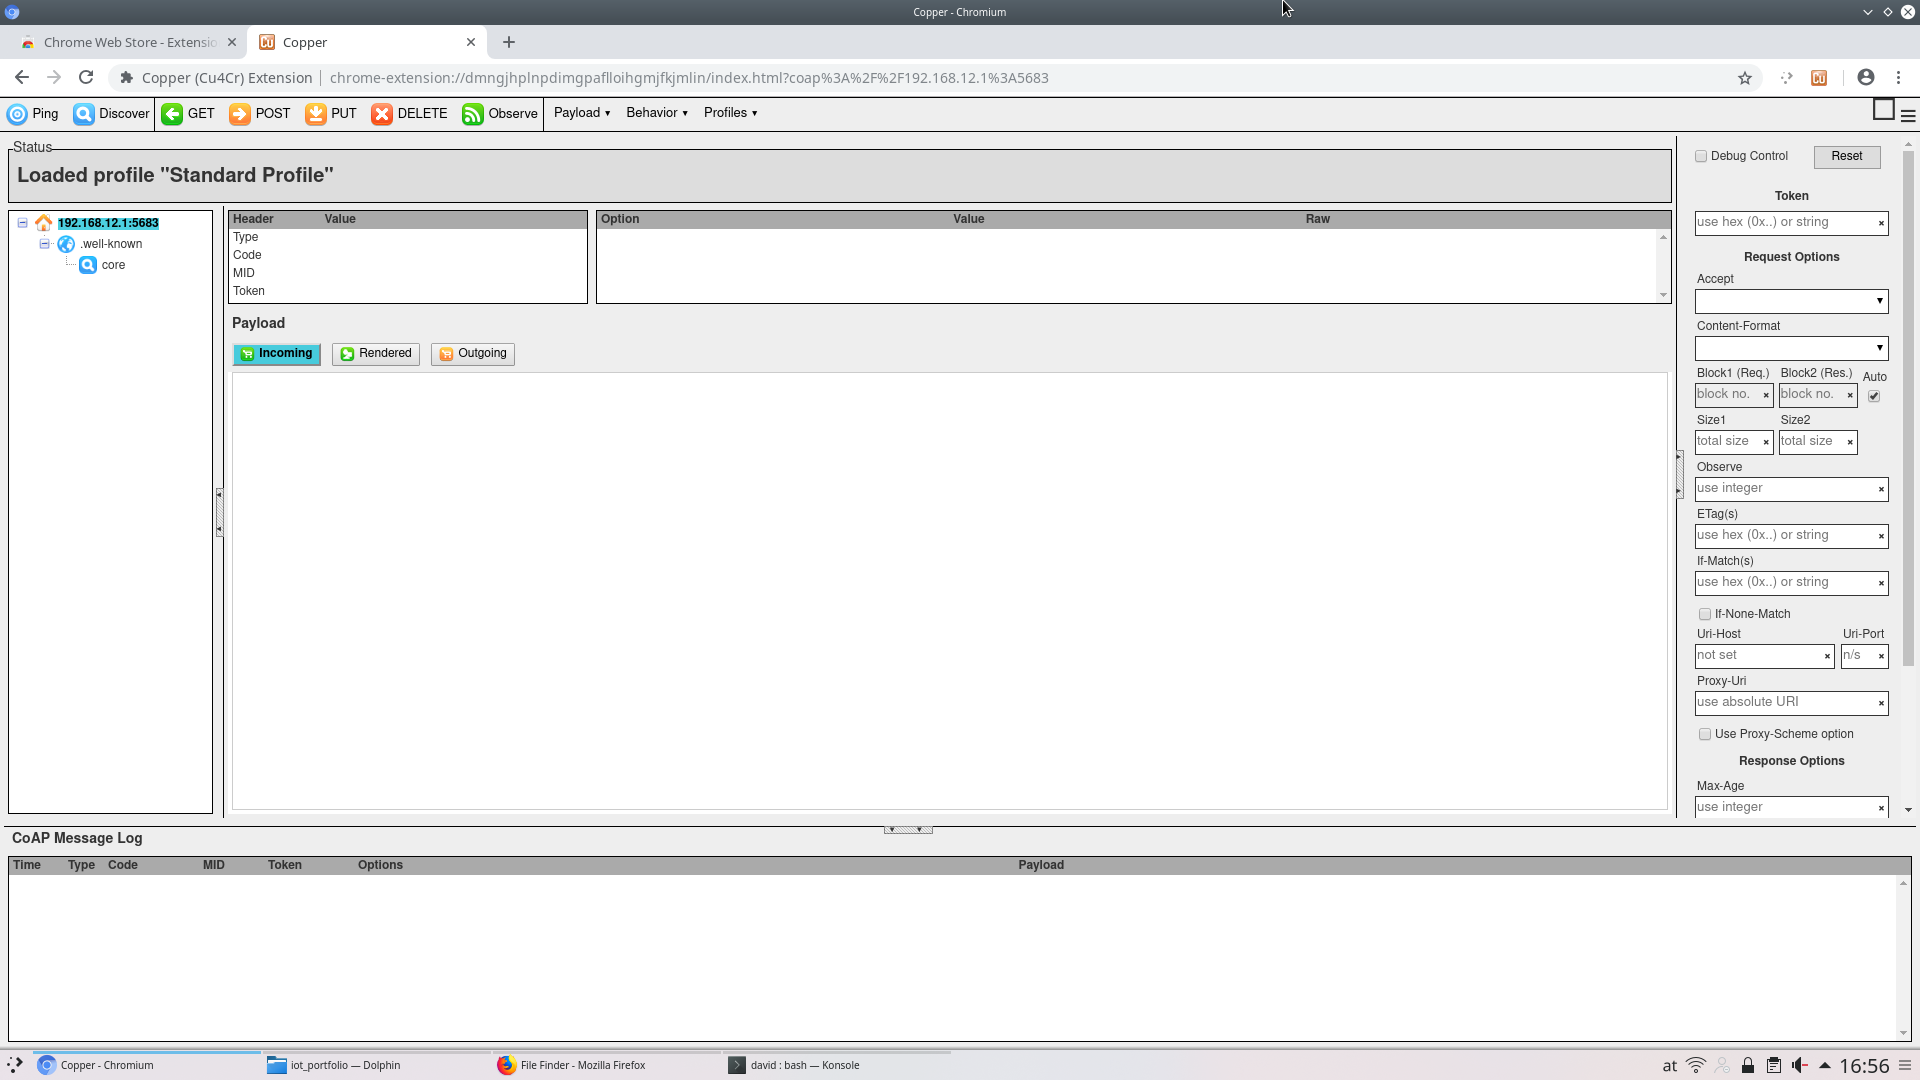 Copper - Chromium
Chrome Web Store - Extensio
Copper
Copper (Cu4Cr) Extension
chrome-extension://dmngjhplnpdimgpaflloihgmjfkjmlin/index.html?coap%3A%2F%2F192.168.12.1%3A5683
Ping Discover GET POST PUT DELETE Observe Payload Behavior Profiles
Status
Loaded profile "Standard Profile"
192.168.12.1:5683
.well-known
core
Header Value
Type
Code
MID
Token
Option Value Raw
Payload
Incoming Rendered Outgoing
Debug Control Reset
Token
use hex (0x..) or string
Request Options
Accept
Content-Format
Block1 (Req.) Block2 (Res.) Auto
block no. block no.
Size1 Size2
total size total size
Observe
use integer
ETag(s)
use hex (0x..) or string
If-Match(s)
use hex (0x..) or string
If-None-Match
Uri-Host Uri-Port
not set n/s
Proxy-Uri
use absolute URI
Use Proxy-Scheme option
Response Options
Max-Age
use integer
CoAP Message Log
Time Type Code MID Token Options Payload
Copper - Chromium
iot_portfolio — Dolphin
File Finder - Mozilla Firefox
david : bash — Konsole
at
16:56